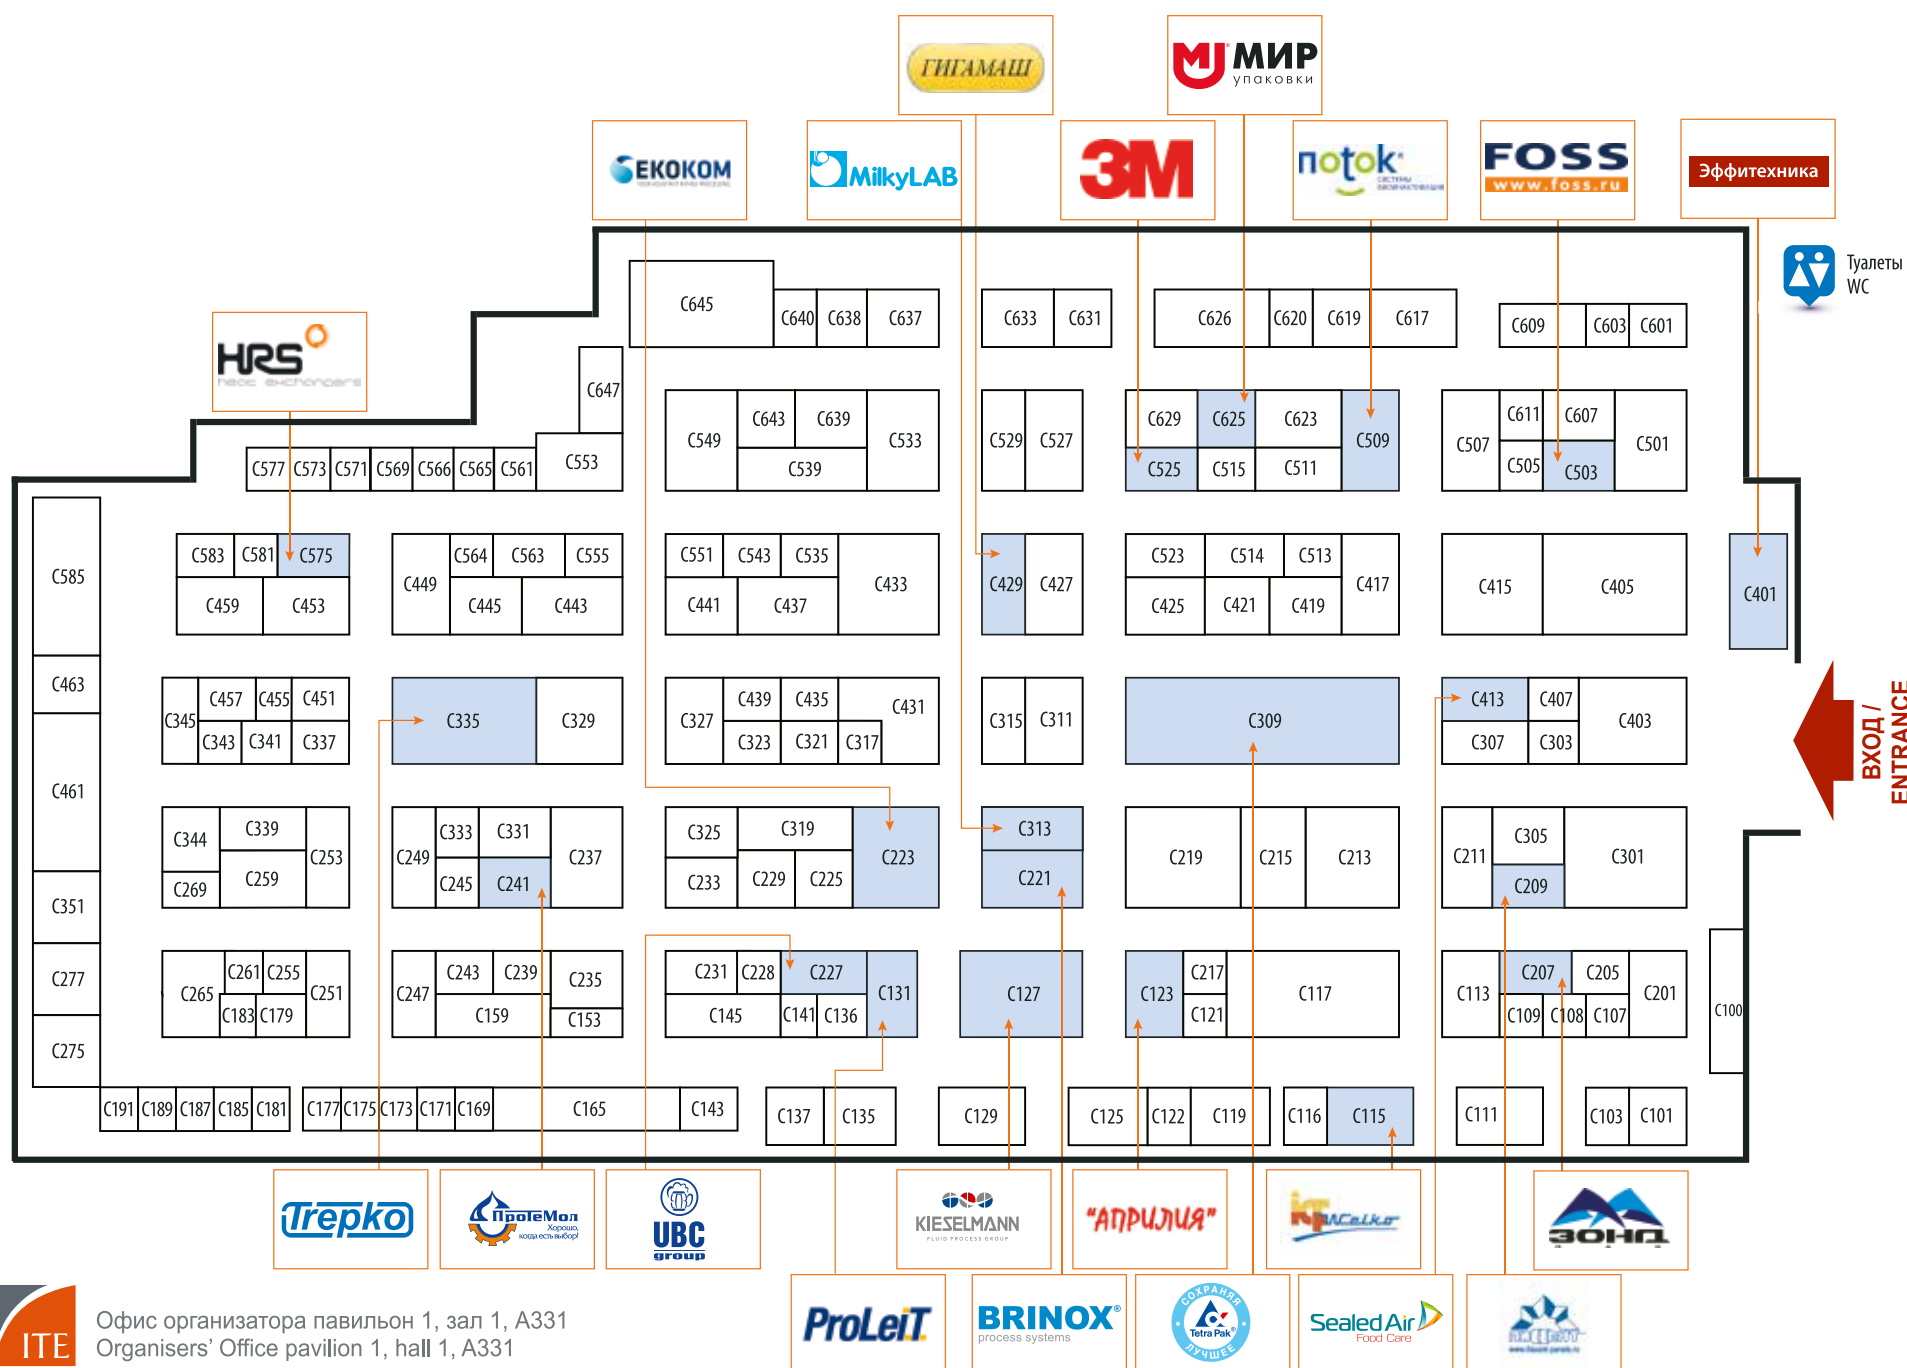 ГИГАМАШ
МИР
упаковки
ЕКОКОМ
MilkyLAB
3M
поtок
FOSS
www.foss.ru
Эффитехника
Туалеты
WC
HRS
heat exchangers
C645
C640 C638 C637
C633 C631
C626 C620 C619 C617
C609 C603 C601
C647
C549 C643 C639 C533
C539
C529 C527
C629 C625 C623 C509
C525 C515 C511
C507 C611 C607 C501
C505 C503
C577 C573 C571 C569 C566 C565 C561 C553
C585
C583 C581 C575
C459 C453
C449 C564 C563 C555
C445 C443
C551 C543 C535 C433
C441 C437
C429 C427
C523 C514 C513 C417
C425 C421 C419
C415 C405
C401
C463
C345 C457 C455 C451
C343 C341 C337
C335 C329
C327 C439 C435 C431
C323 C321 C317
C315 C311
C309
C413 C407 C403
C307 C303
ВХОД /
ENTRANCE
C461
C344 C339 C253
C269 C259
C249 C333 C331 C237
C245 C241
C325 C319 C223
C233 C229 C225
C313
C221
C219 C215 C213
C211 C305 C301
C209
C351
C277
C265 C261 C255 C251
C183 C179
C247 C243 C239 C235
C159 C153
C231 C228 C227 C131
C145 C141 C136
C127
C123 C217 C117
C121
C113 C207 C205 C201
C109 C108 C107
C100
C275
C191 C189 C187 C185 C181
C177 C175 C173 C171 C169 C165 C143
C137 C135
C129
C125 C122 C119
C116 C115
C111
C103 C101
Trepko
ПротеМол
Хорошо,
когда есть выбор!
UBC
group
KIESELMANN
FLUID PROCESS GROUP
"АПРИЛИЯ"
ЗОНД
ProLeiT
BRINOX®
process systems
СОХРАНЯЯ
Tetra Pak®
ЛУЧШЕЕ
Sealed Air
Food Care
ITE
Офис организатора павильон 1, зал 1, A331
Organisers' Office pavilion 1, hall 1, A331